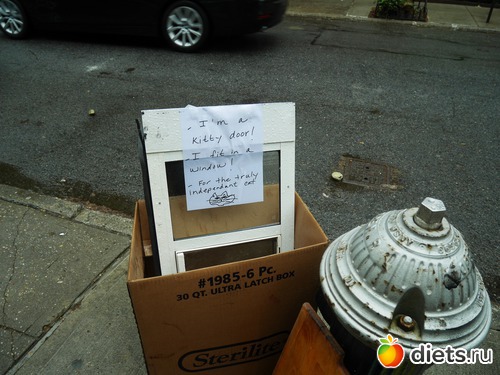 - I'm a
Kitty door!
I fit in a
window!
- For the truly
independent cat
#1985-6 Pc.
30 QT. ULTRA LATCH BOX
Sterilite
diets.ru